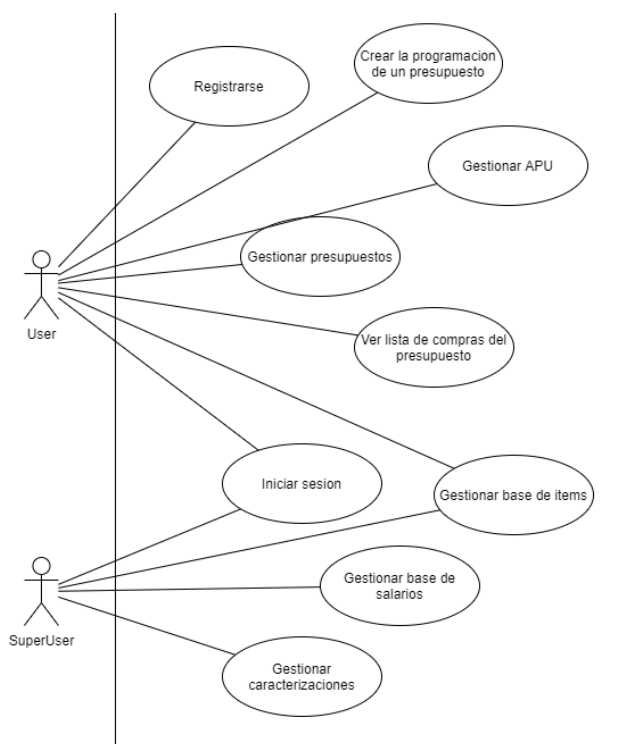 Crear la programacion
de un presupuesto
Registrarse
Gestionar APU
Gestionar presupuestos
User
Ver lista de compras del
presupuesto
Iniciar sesion
Gestionar base de items
Gestionar base de
salarios
SuperUser
Gestionar
caracterizaciones